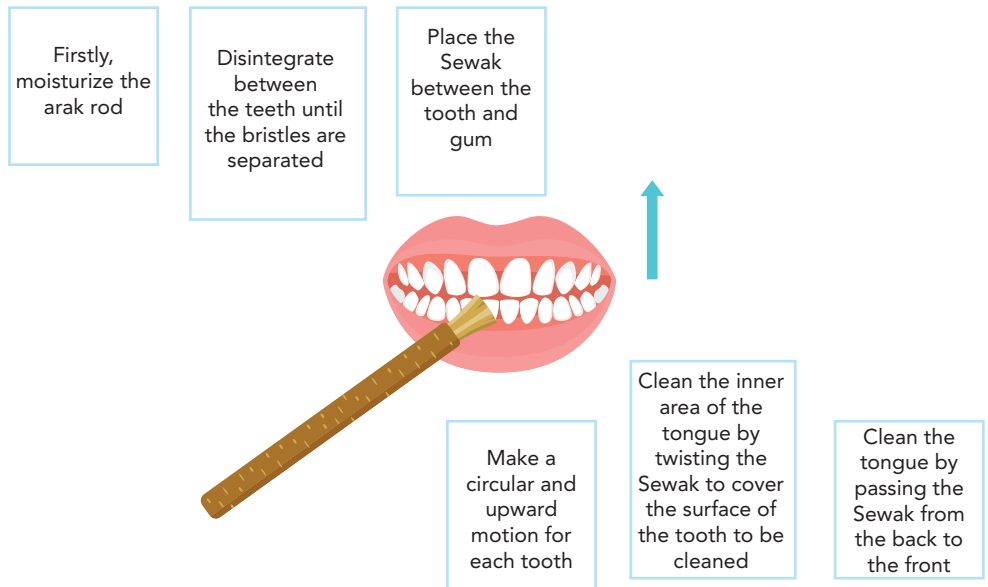 Firstly,
moisturize the
arak rod
Disintegrate
between
the teeth until
the bristles are
separated
Place the
Sewak
between the
tooth and
gum
Make a
circular and
upward
motion for
each tooth
Clean the inner
area of the
tongue by
twisting the
Sewak to cover
the surface of
the tooth to be
cleaned
Clean the
tongue by
passing the
Sewak from
the back to
the front